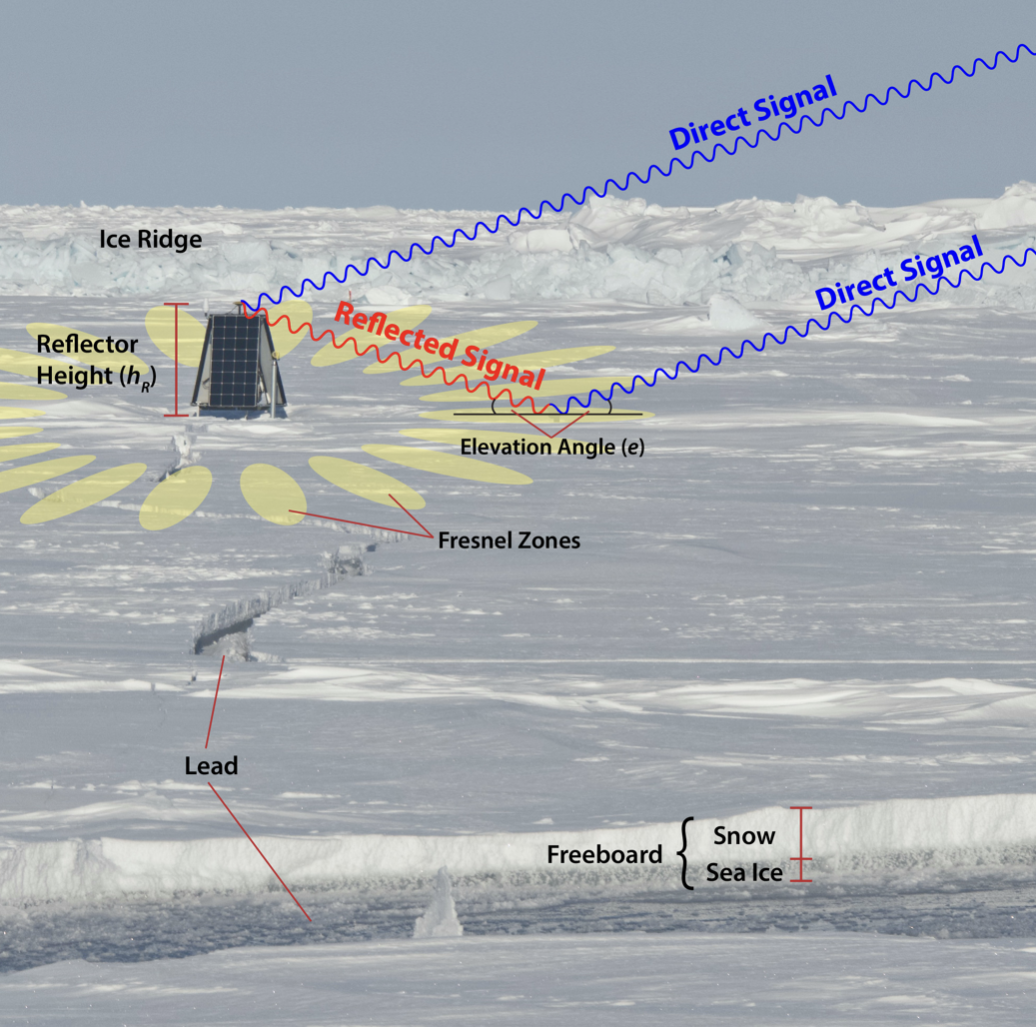 Direct Signal
Ice Ridge
Direct Signal
Reflected Signal
Reflector
Height (hR)
Elevation Angle (e)
Fresnel Zones
Lead
Snow
Freeboard
Sea Ice